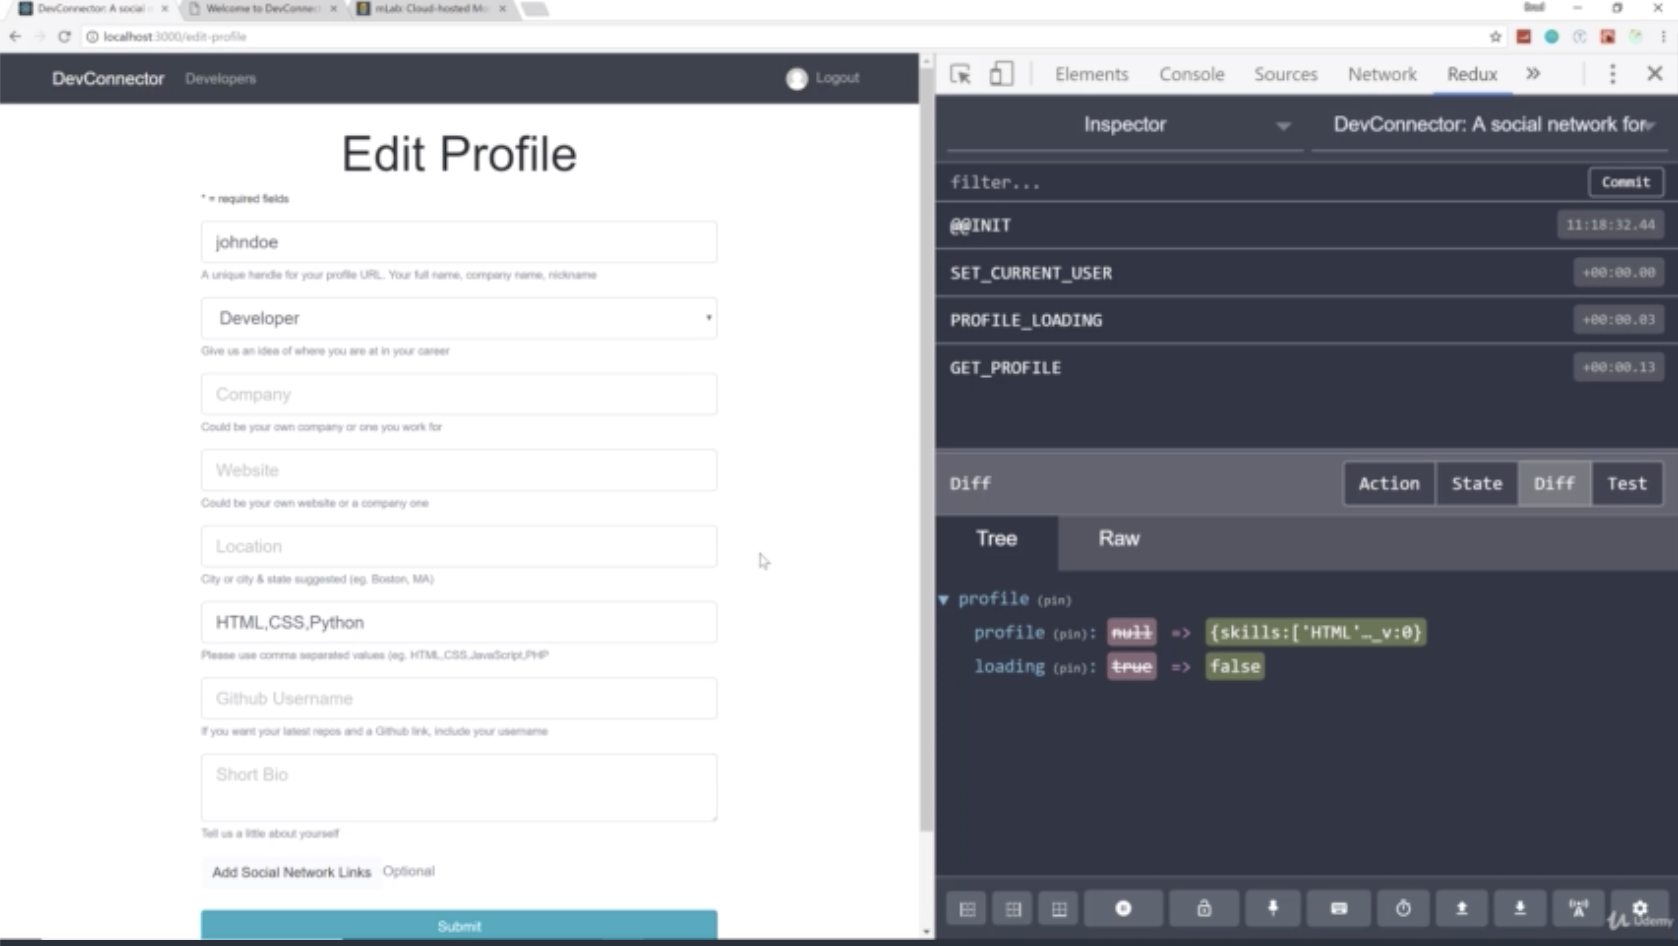 DevConnector: A social
Welcome to DevConnect
mLab: Cloud-hosted Mo
localhost:3000/edit-profile
DevConnector Developers Logout
Edit Profile
* = required fields
johndoe
A unique handle for your profile URL. Your full name, company name, nickname
Developer
Give us an idea of where you are at in your career
Company
Could be your own company or one you work for
Website
Could be your own website or a company one
Location
City or city & state suggested (eg. Boston, MA)
HTML,CSS,Python
Please use comma separated values (eg. HTML,CSS,JavaScript,PHP
Github Username
If you want your latest repos and a Github link, include your username
Short Bio
Tell us a little about yourself
Add Social Network Links Optional
Submit
Elements Console Sources Network Redux »
Inspector DevConnector: A social network for
filter... Commit
@@INIT 11:18:32.44
SET_CURRENT_USER +00:00.00
PROFILE_LOADING +00:00.03
GET_PROFILE +00:00.13
Diff Action State Diff Test
Tree Raw
profile (pin)
profile (pin): null => {skills:['HTML'…_v:0}
loading (pin): true => false
Udemy